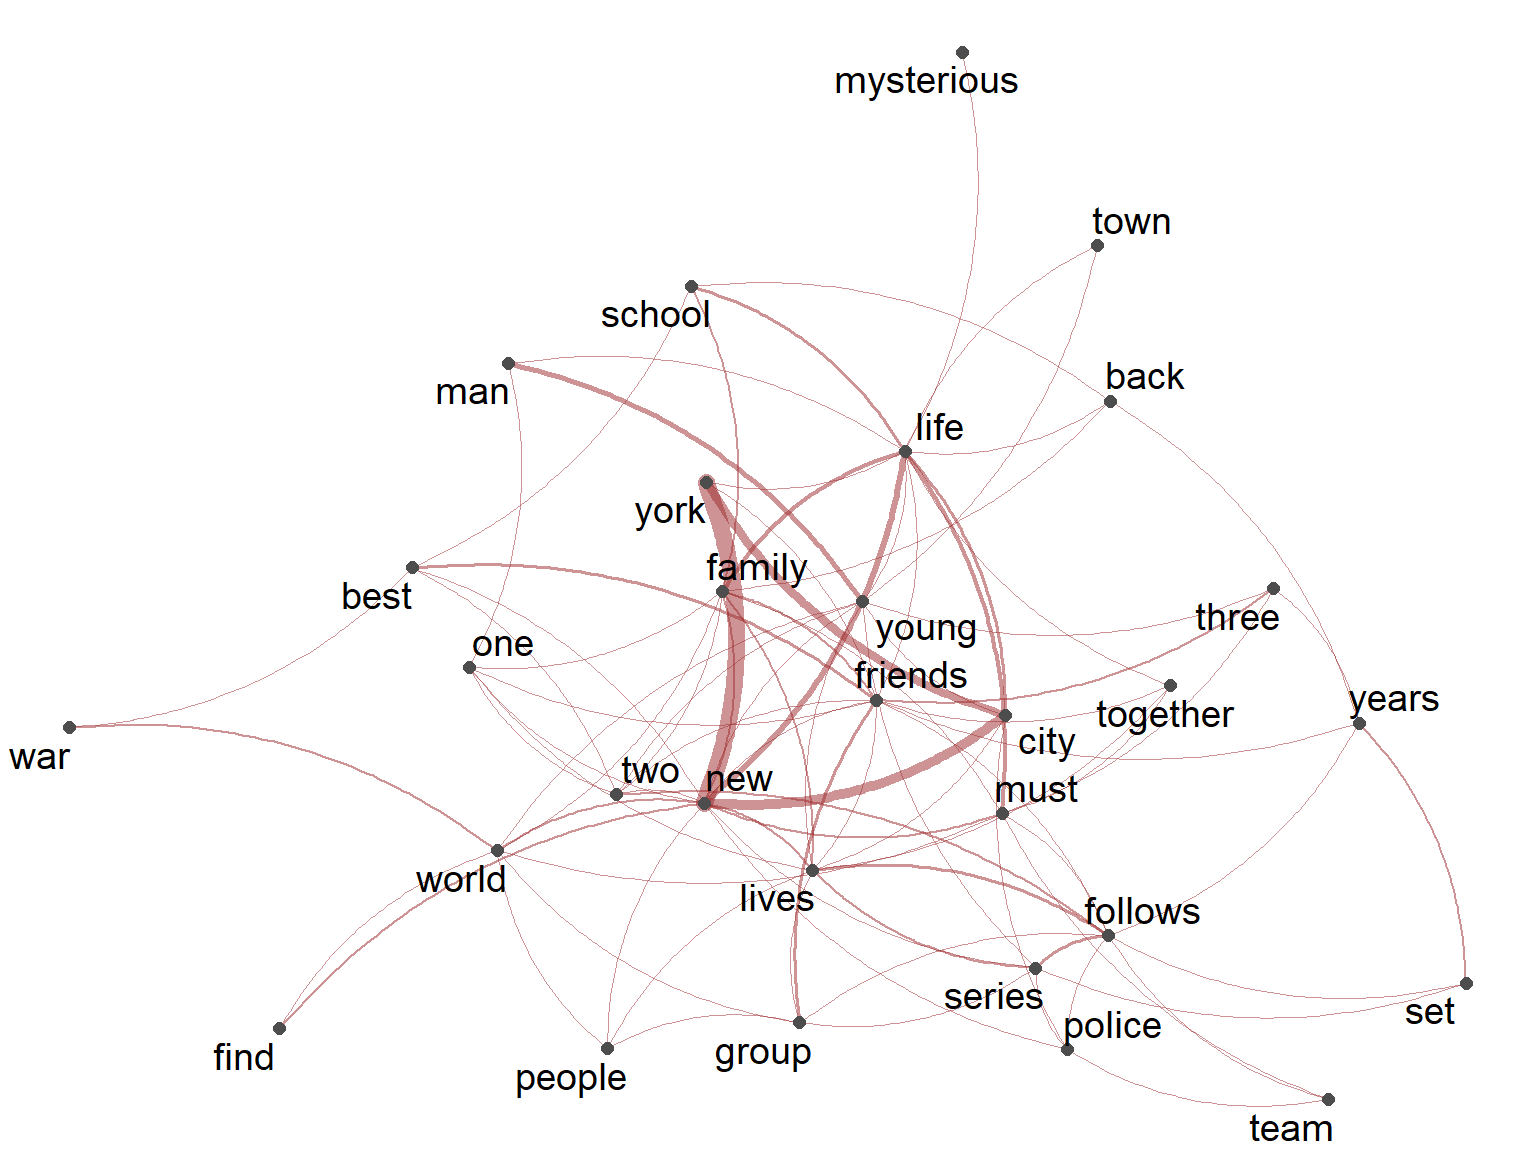 mysterious
town
school
back
man
life
york
family
best
three
young
one
friends
years
together
city
war
two
new
must
world
lives
follows
series
set
police
group
find
people
team